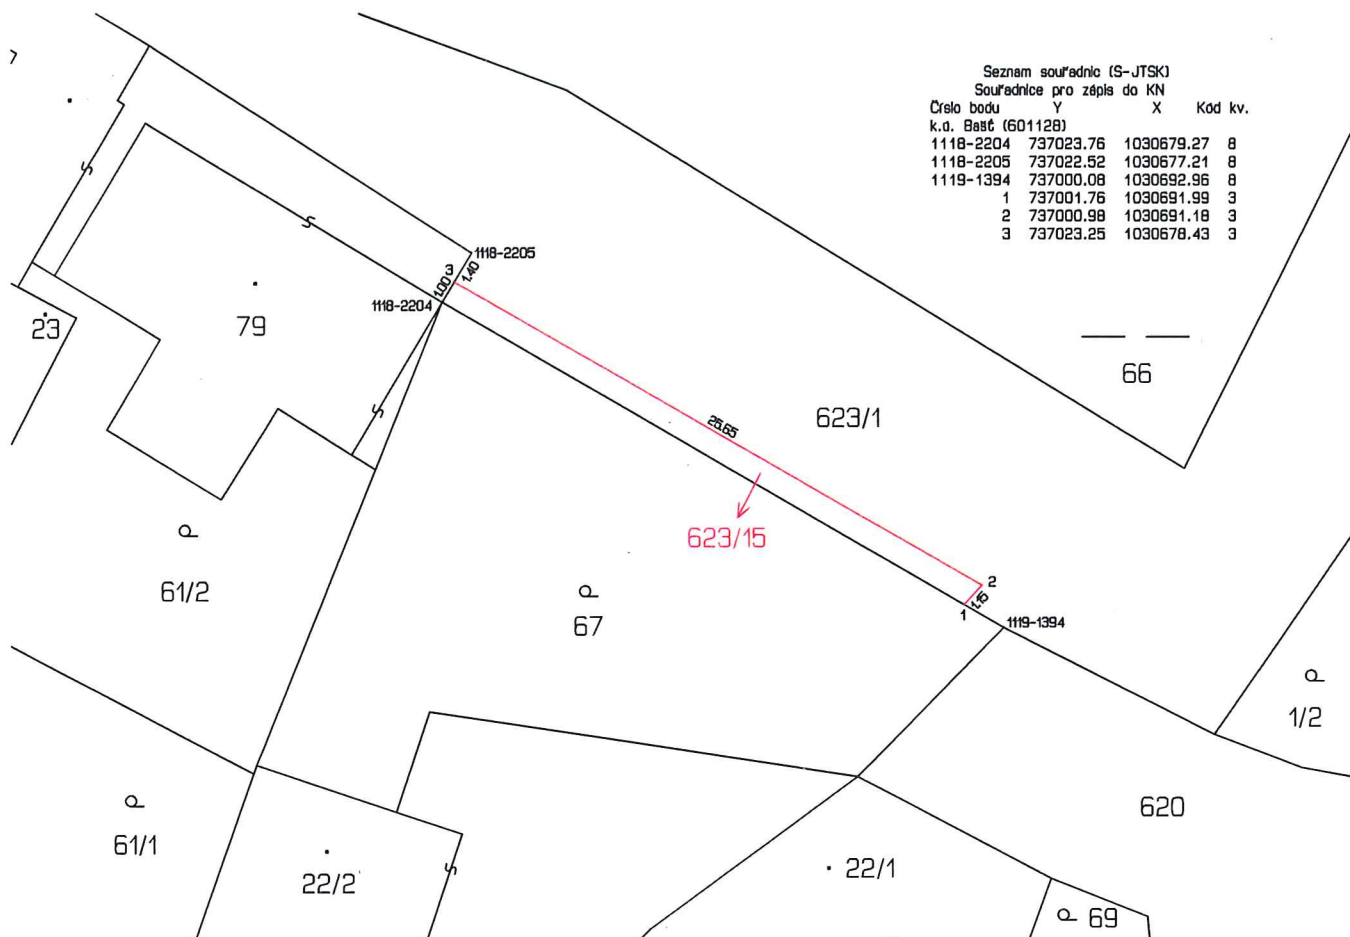 Seznam souřadnic (S-JTSK)
Souřadnice pro zápis do KN
Číslo bodu Y X Kód kv.
k.ú. Bašť (601128)
1118-2204 737023.76 1030679.27 8
1118-2205 737022.52 1030677.21 8
1119-1394 737000.08 1030692.96 8
1 737001.76 1030691.99 3
2 737000.98 1030691.18 3
3 737023.25 1030678.43 3
1118-2205
3
1.40
1.00
1118-2204
23
79
66
623/1
25.65
623/15
2
1.15
1
1119-1394
61/2
67
1/2
620
61/1
22/2
22/1
69